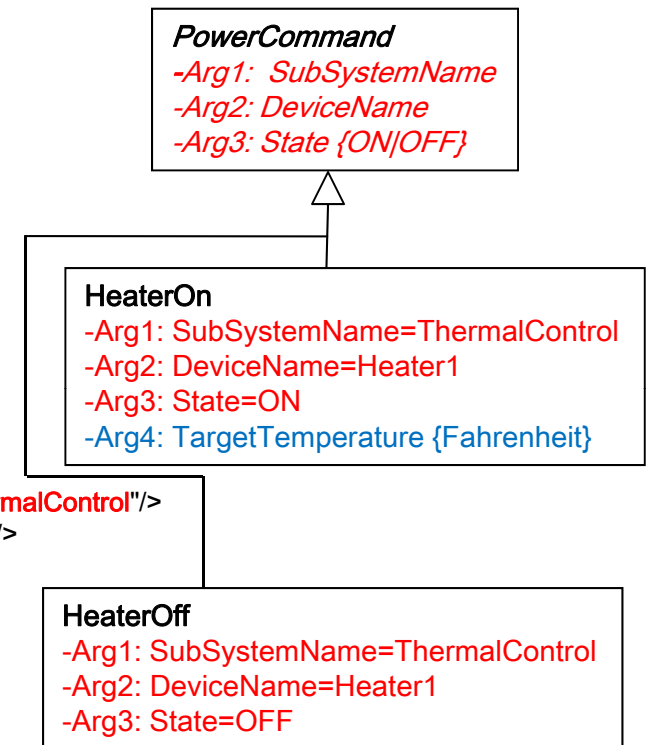 PowerCommand
-Arg1: SubSystemName
-Arg2: DeviceName
-Arg3: State {ON|OFF}
HeaterOn
-Arg1: SubSystemName=ThermalControl
-Arg2: DeviceName=Heater1
-Arg3: State=ON
-Arg4: TargetTemperature {Fahrenheit}
malControl"/>
/>
HeaterOff
-Arg1: SubSystemName=ThermalControl
-Arg2: DeviceName=Heater1
-Arg3: State=OFF